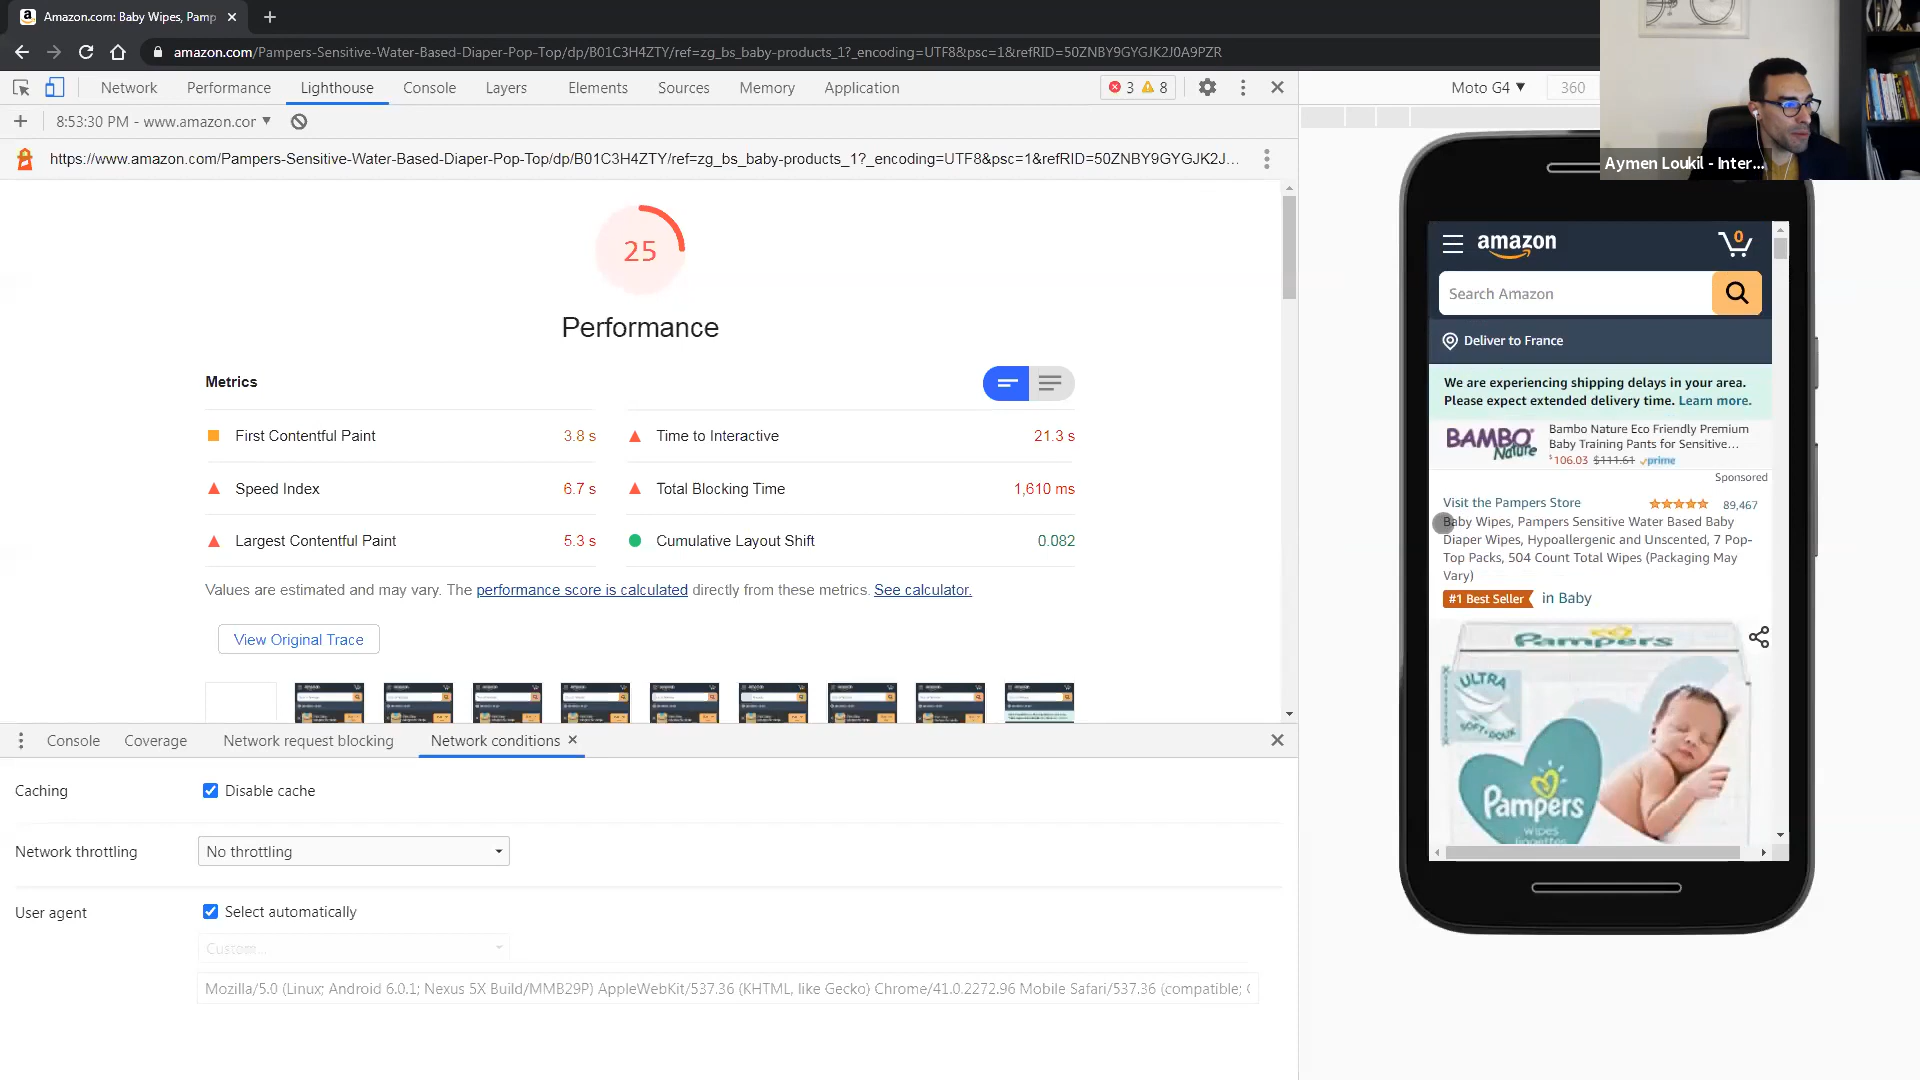 Amazon.com: Baby Wipes, Pamp
amazon.com/Pampers-Sensitive-Water-Based-Diaper-Pop-Top/dp/B01C3H4ZTY/ref=zg_bs_baby-products_1?_encoding=UTF8&psc=1&refRID=50ZNBY9GYGJK2J0A9PZR
Network Performance Lighthouse Console Layers Elements Sources Memory Application 3 8
8:53:30 PM - www.amazon.cor
https://www.amazon.com/Pampers-Sensitive-Water-Based-Diaper-Pop-Top/dp/B01C3H4ZTY/ref=zg_bs_baby-products_1?_encoding=UTF8&psc=1&refRID=50ZNBY9GYGJK2J...
25
Performance
Metrics
First Contentful Paint 3.8 s
Time to Interactive 21.3 s
Speed Index 6.7 s
Total Blocking Time 1,610 ms
Largest Contentful Paint 5.3 s
Cumulative Layout Shift 0.082
Values are estimated and may vary. The performance score is calculated directly from these metrics. See calculator.
View Original Trace
Console Coverage Network request blocking Network conditions
Caching Disable cache
Network throttling No throttling
User agent Select automatically
Custom...
Mozilla/5.0 (Linux; Android 6.0.1; Nexus 5X Build/MMB29P) AppleWebKit/537.36 (KHTML, like Gecko) Chrome/41.0.2272.96 Mobile Safari/537.36 (compatible;
Moto G4 360
Aymen Loukil - Inter...
amazon 0
Search Amazon
Deliver to France
We are experiencing shipping delays in your area.
Please expect extended delivery time. Learn more.
BAMBO Nature
Bambo Nature Eco Friendly Premium
Baby Training Pants for Sensitive...
$106.03 $111.61 prime
Sponsored
Visit the Pampers Store 89,467
Baby Wipes, Pampers Sensitive Water Based Baby
Diaper Wipes, Hypoallergenic and Unscented, 7 Pop-
Top Packs, 504 Count Total Wipes (Packaging May
Vary)
#1 Best Seller in Baby
Pampers
ULTRA
SOFT•DOUX
Pampers
wipes
lingettes